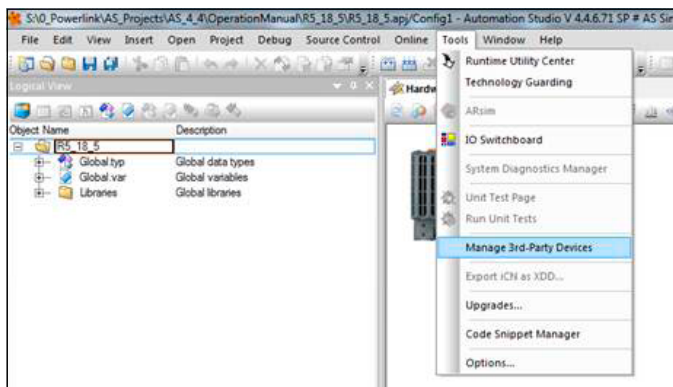 S:\0_Powerlink\AS_Projects\AS_4_4\OperationManual\R5_18_5\R5_18_5.apj/Config1 - Automation Studio V 4.4.6.71 SP # AS Sim
File Edit View Insert Open Project Debug Source Control Online Tools Window Help
Logical View
Hardw
Object Name Description
R5_18_5
Global.typ Global data types
Global.var Global variables
Libraries Global libraries
Runtime Utility Center
Technology Guarding
ARsim
IO Switchboard
System Diagnostics Manager
Unit Test Page
Run Unit Tests
Manage 3rd-Party Devices
Export iCN as XDD...
Upgrades...
Code Snippet Manager
Options...